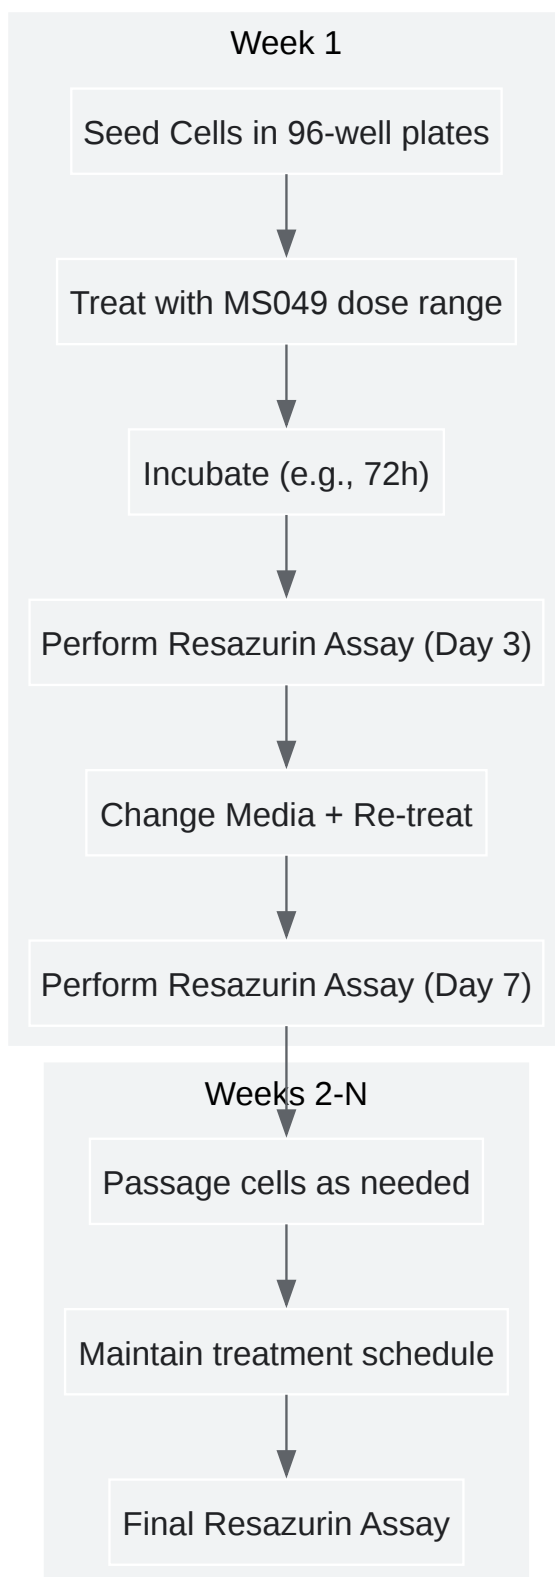 Week 1
Seed Cells in 96-well plates
Treat with MS049 dose range
Incubate (e.g., 72h)
Perform Resazurin Assay (Day 3)
Change Media + Re-treat
Perform Resazurin Assay (Day 7)
Weeks 2-N
Passage cells as needed
Maintain treatment schedule
Final Resazurin Assay